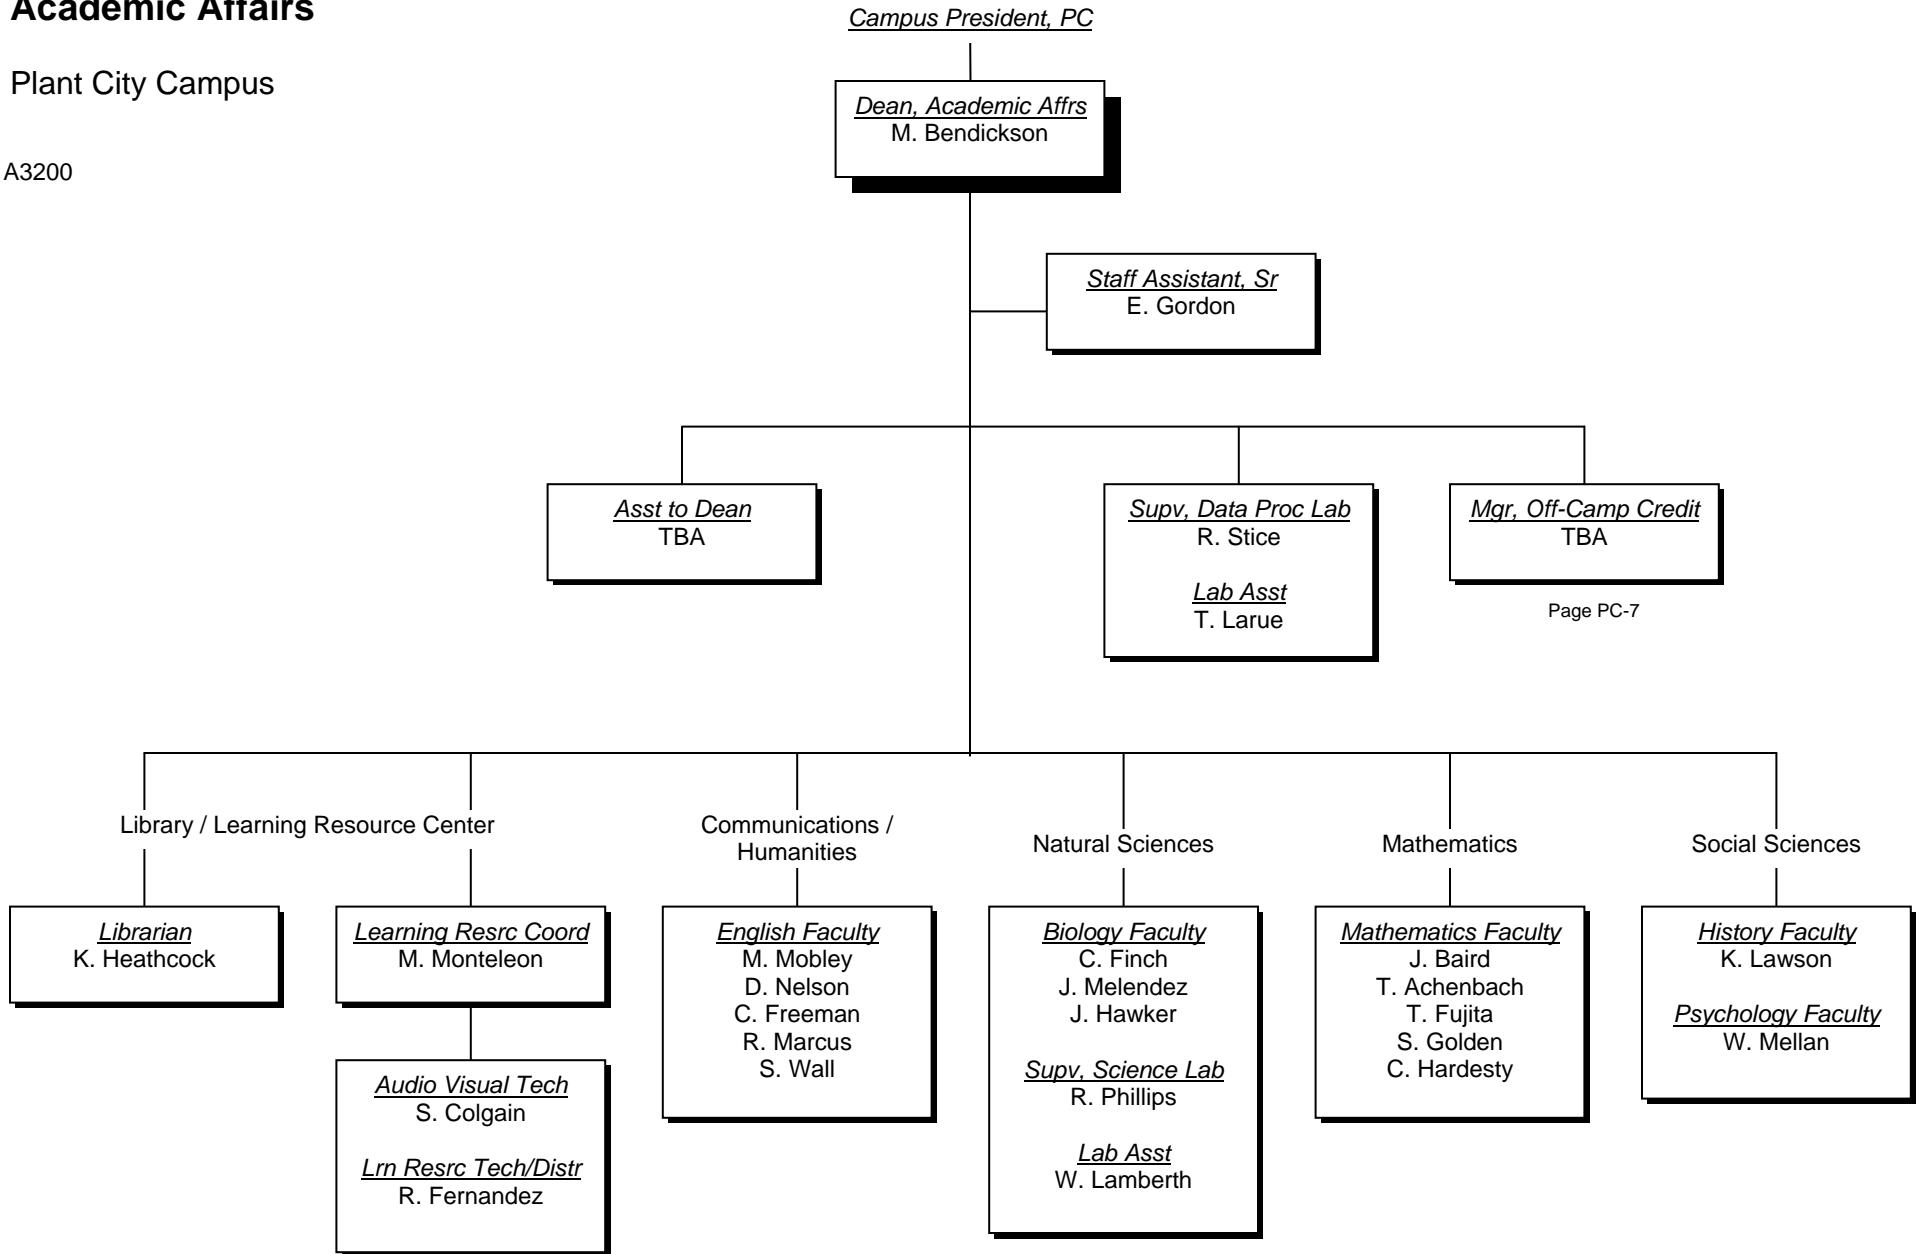 Academic Affairs
Plant City Campus
A3200
Campus President, PC
Dean, Academic Affrs
M. Bendickson
Staff Assistant, Sr
E. Gordon
Asst to Dean
TBA
Supv, Data Proc Lab
R. Stice
Lab Asst
T. Larue
Mgr, Off-Camp Credit
TBA
Page PC-7
Library / Learning Resource Center
Librarian
K. Heathcock
Learning Resrc Coord
M. Monteleon
Audio Visual Tech
S. Colgain
Lrn Resrc Tech/Distr
R. Fernandez
Communications /
Humanities
English Faculty
M. Mobley
D. Nelson
C. Freeman
R. Marcus
S. Wall
Natural Sciences
Biology Faculty
C. Finch
J. Melendez
J. Hawker
Supv, Science Lab
R. Phillips
Lab Asst
W. Lamberth
Mathematics
Mathematics Faculty
J. Baird
T. Achenbach
T. Fujita
S. Golden
C. Hardesty
Social Sciences
History Faculty
K. Lawson
Psychology Faculty
W. Mellan